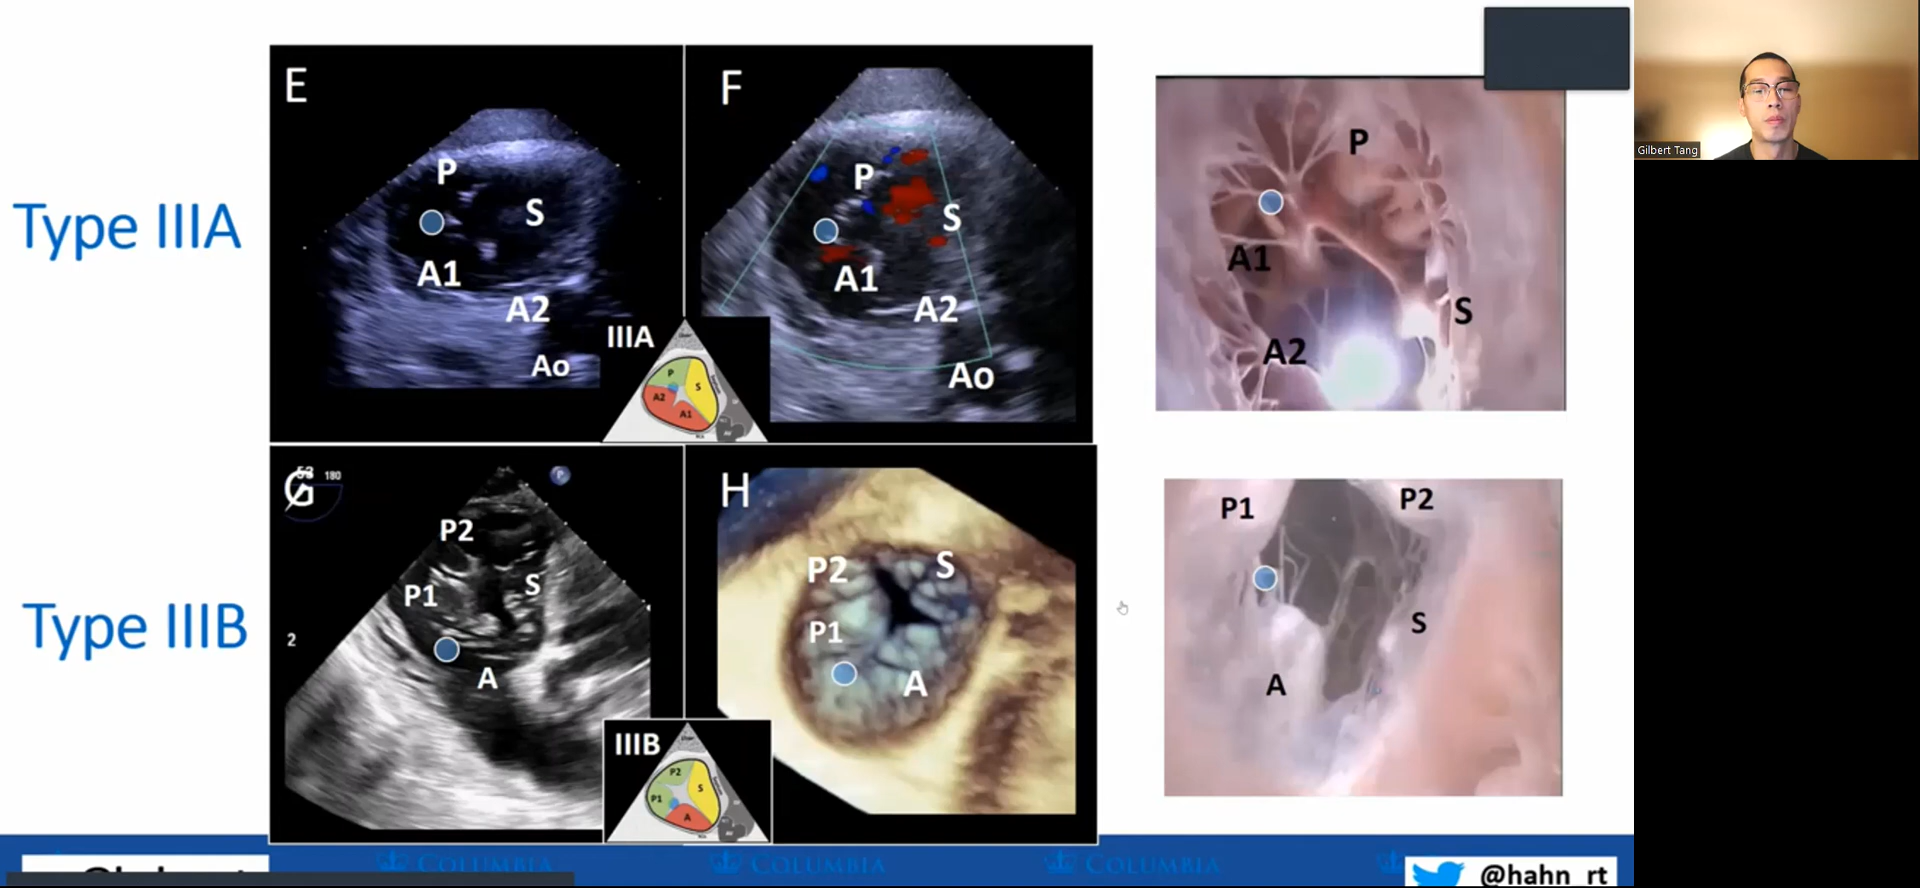 Type IIIA
E
P
S
A1
A2
Ao
F
P
S
A1
A2
Ao
IIIA
P
S
A2
A1
P
A1
S
A2
Gilbert Tang
Type IIIB
G
180
P
P2
P1
S
2
A
H
P2
S
P1
A
IIIB
P2
P1
S
A
P1
P2
S
A
COLUMBIA
COLUMBIA
COLUMBIA
@hahn_rt